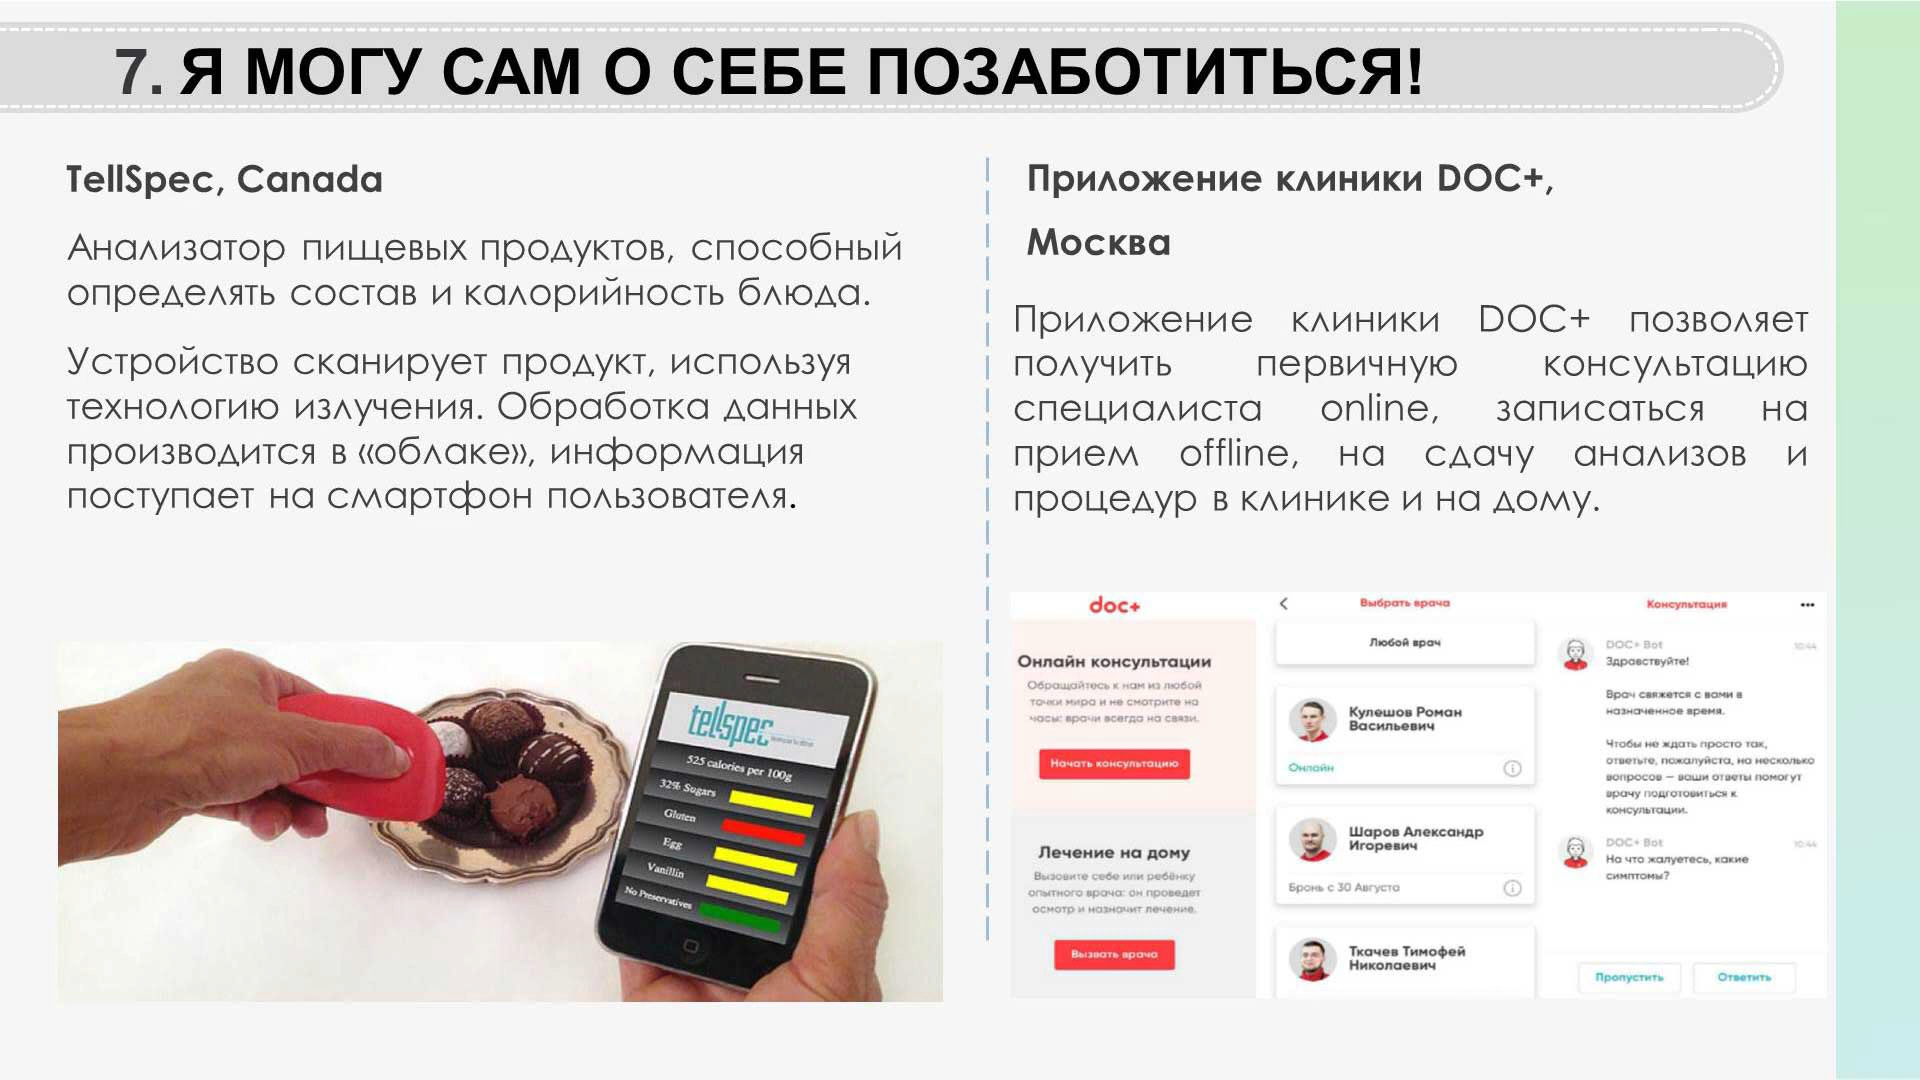 7. Я МОГУ САМ О СЕБЕ ПОЗАБОТИТЬСЯ!
TellSpec, Canada
Анализатор пищевых продуктов, способный
определять состав и калорийность блюда.
Устройство сканирует продукт, используя
технологию излучения. Обработка данных
производится в «облаке», информация
поступает на смартфон пользователя.
tellspec
525 calories per 100g
32% Sugars
Gluten
Egg
Vanillin
No Preservatives
Приложение клиники DOC+,
Москва
Приложение клиники DOC+ позволяет
получить первичную консультацию
специалиста online, записаться на
прием offline, на сдачу анализов и
процедур в клинике и на дому.
doc+
Онлайн консультации
Обращайтесь к нам из любой
точки мира и не смотрите на
часы: врачи всегда на связи.
Начать консультацию
Лечение на дому
Вызовите себе или ребёнку
опытного врача: он проведет
осмотр и назначит лечение.
Вызвать врача
Выбрать врача
Любой врач
Кулешов Роман
Васильевич
Онлайн
Шаров Александр
Игоревич
Бронь с 30 Августа
Ткачев Тимофей
Николаевич
Консультация
DOC+ Bot 10:44
Здравствуйте!
Врач свяжется с вами в
назначенное время.
Чтобы не ждать просто так,
ответьте, пожалуйста, на несколько
вопросов — ваши ответы помогут
врачу подготовиться к
консультации.
DOC+ Bot 10:44
На что жалуетесь, какие
симптомы?
Пропустить
Ответить